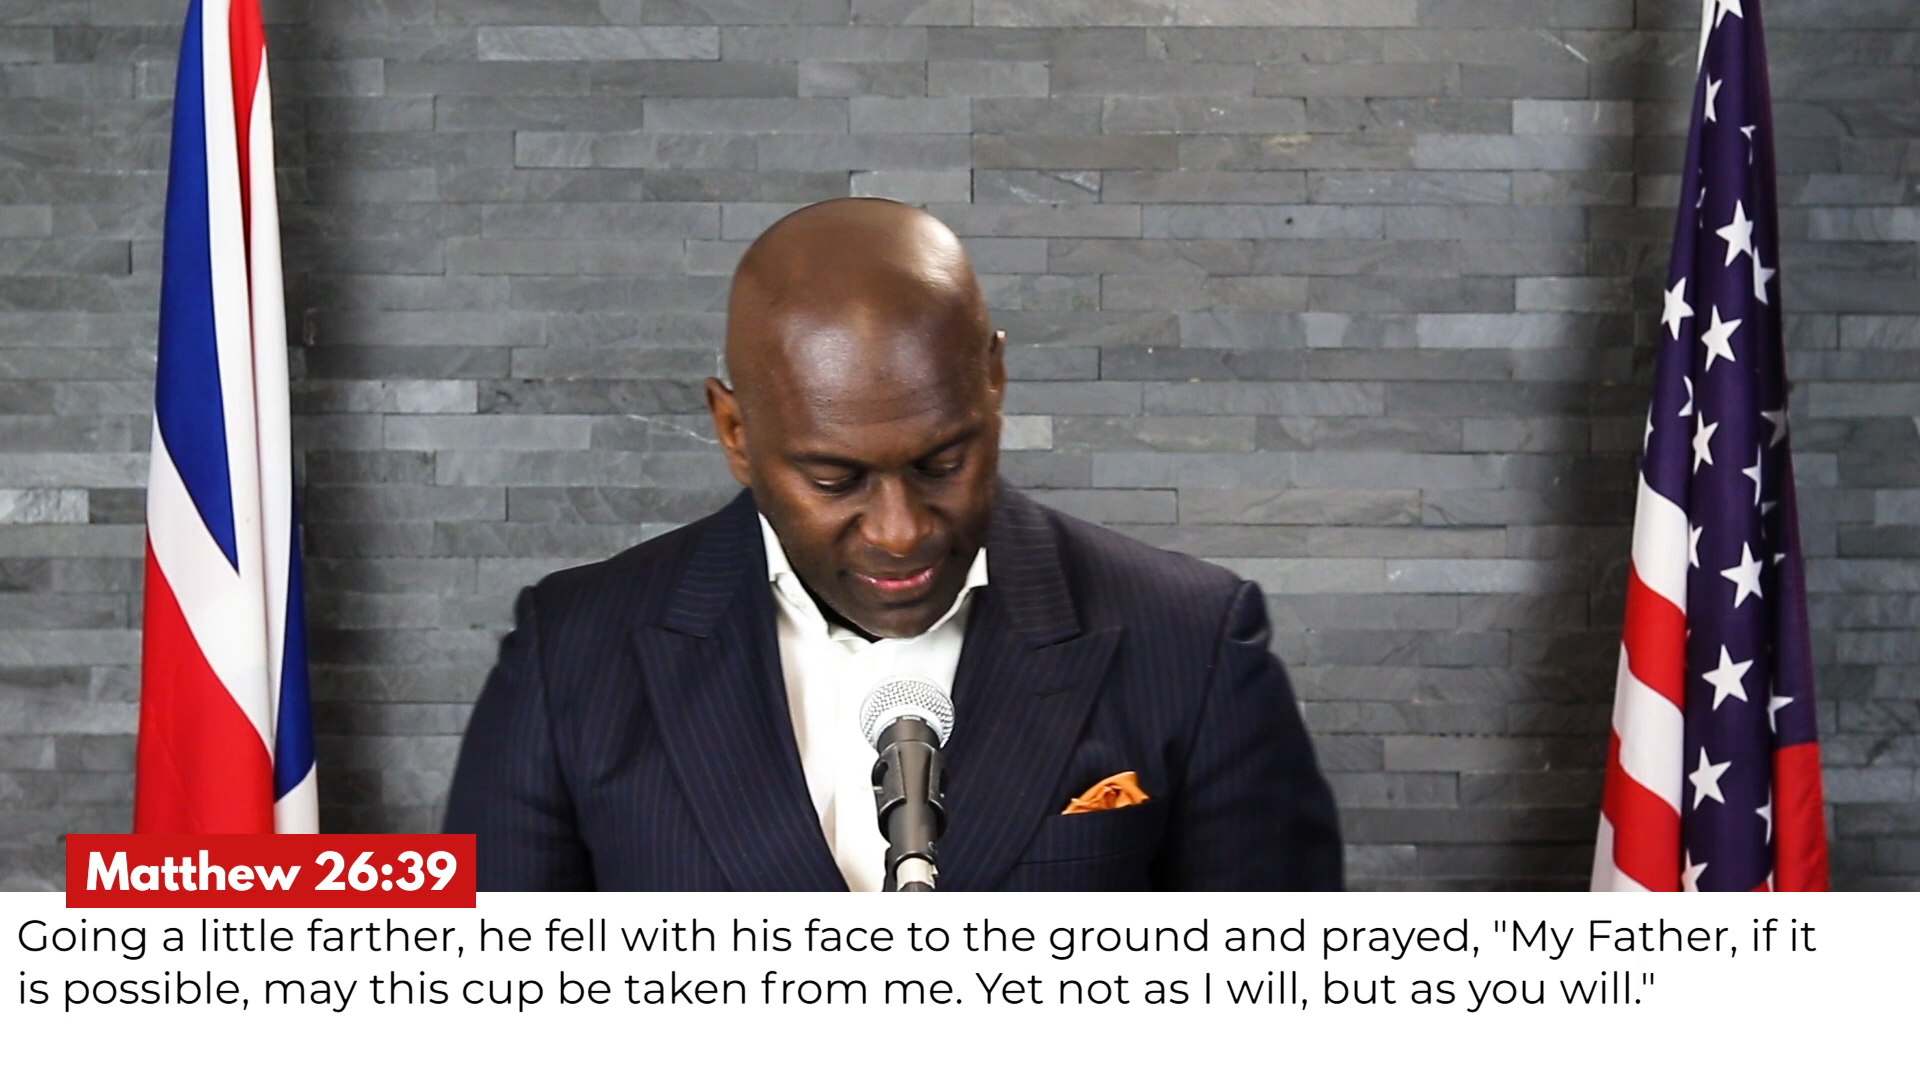 Matthew 26:39
Going a little farther, he fell with his face to the ground and prayed, "My Father, if it
is possible, may this cup be taken from me. Yet not as I will, but as you will."